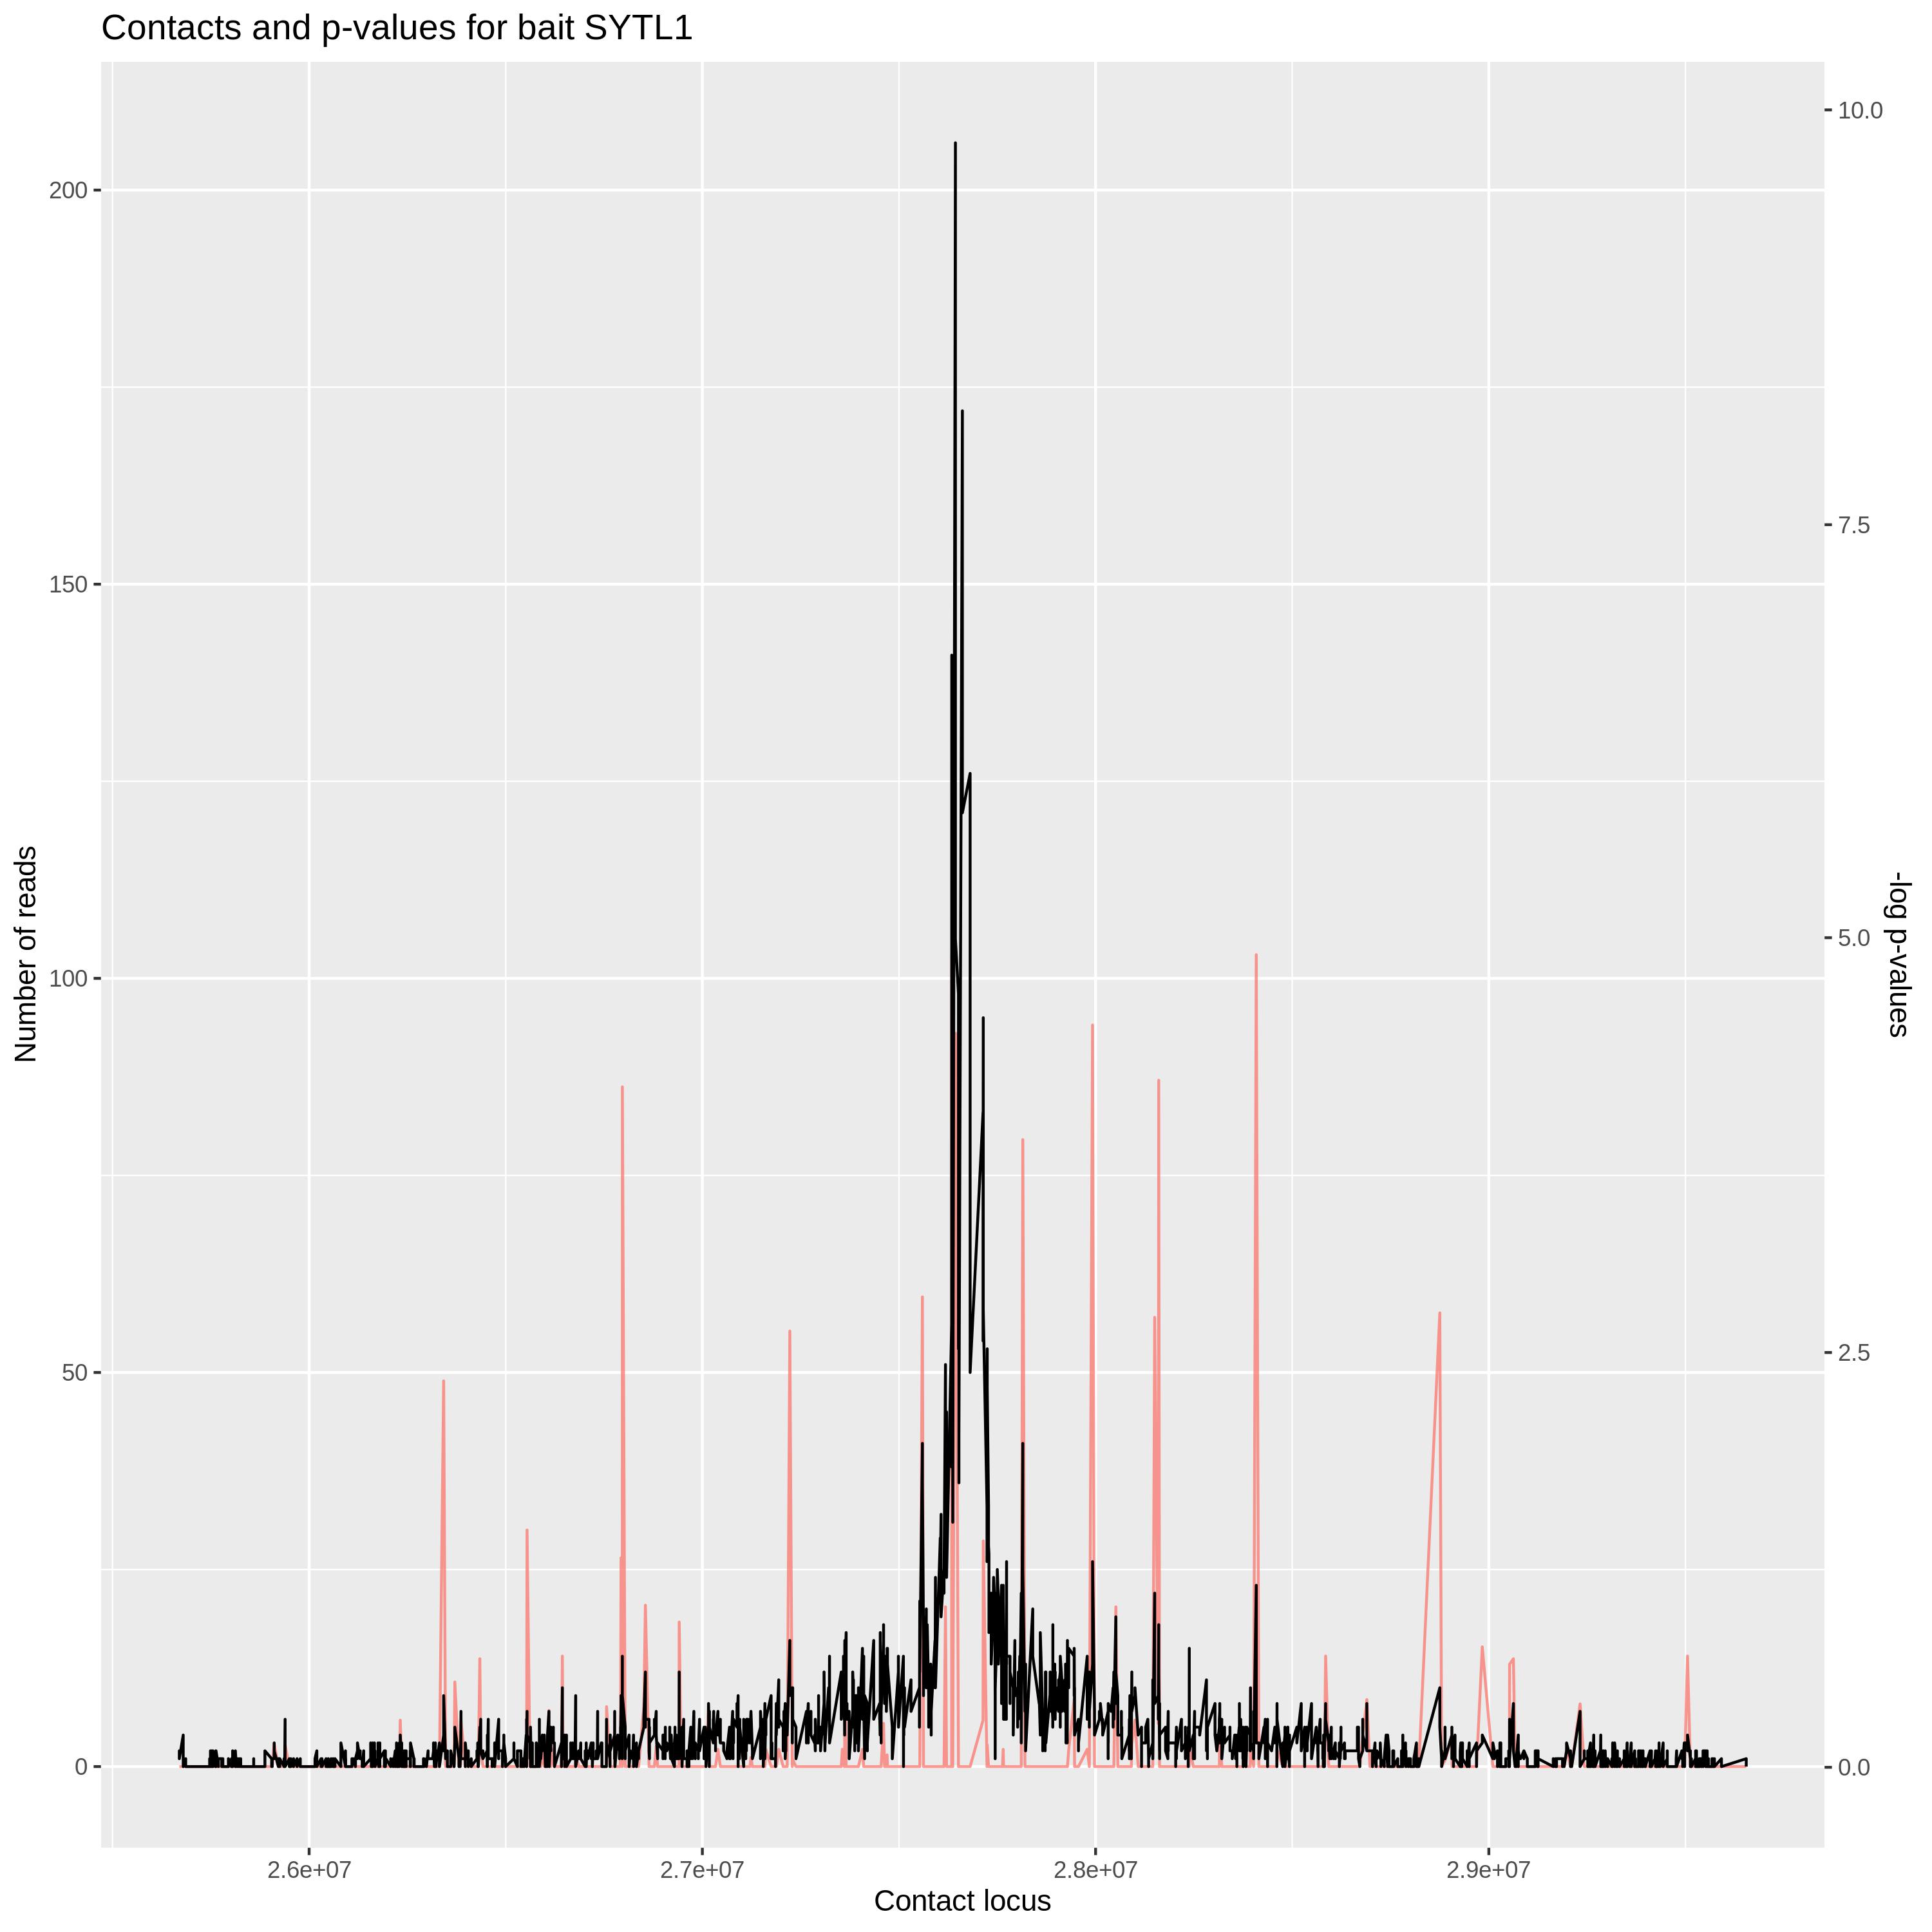 Contacts and p-values for bait SYTL1
Number of reads
200
150
100
50
0
10.0
7.5
5.0
2.5
0.0
-log p-values
2.6e+07
2.7e+07
2.8e+07
2.9e+07
Contact locus